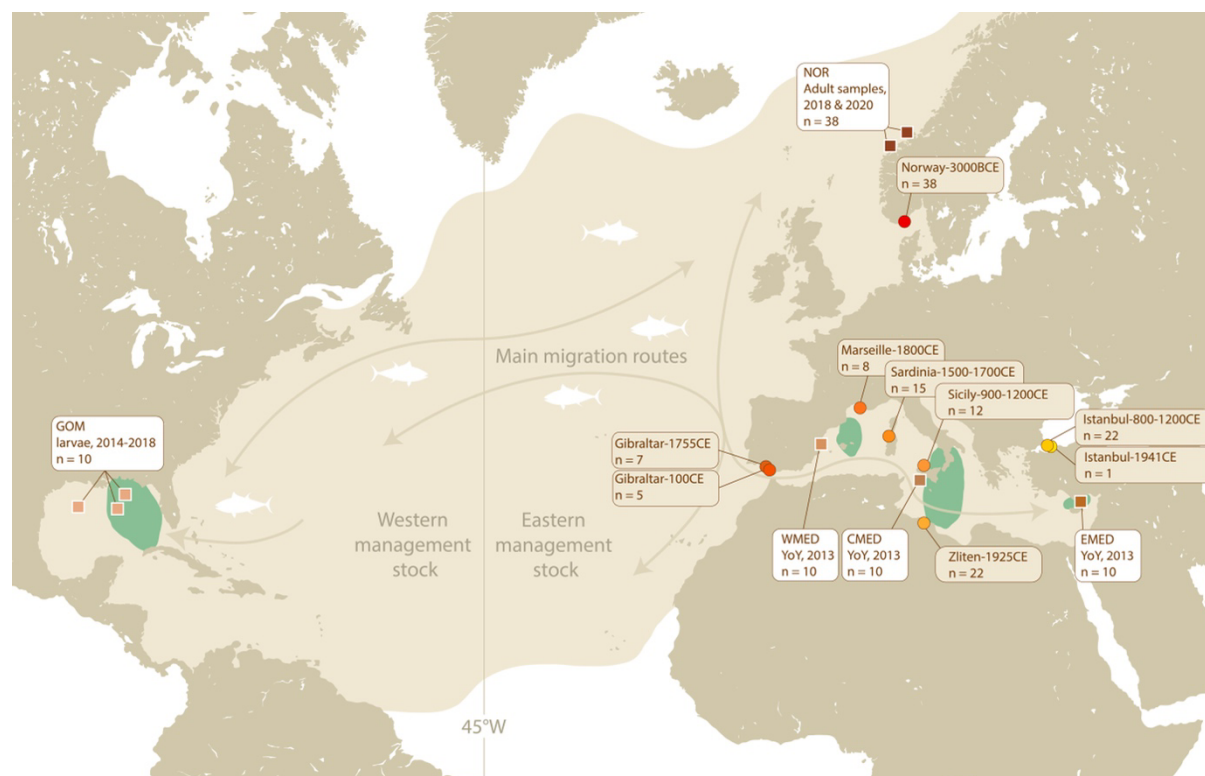 NOR
Adult samples,
2018 & 2020
n = 38
Norway-3000BCE
n = 38
Main migration routes
Marseille-1800CE
n = 8
Sardinia-1500-1700CE
n = 15
Sicily-900-1200CE
n = 12
Istanbul-800-1200CE
n = 22
Istanbul-1941CE
n = 1
GOM
larvae, 2014-2018
n = 10
Gibraltar-1755CE
n = 7
Gibraltar-100CE
n = 5
Western
management
stock
Eastern
management
stock
WMED
YoY, 2013
n = 10
CMED
YoY, 2013
n = 10
Zliten-1925CE
n = 22
EMED
YoY, 2013
n = 10
45°W